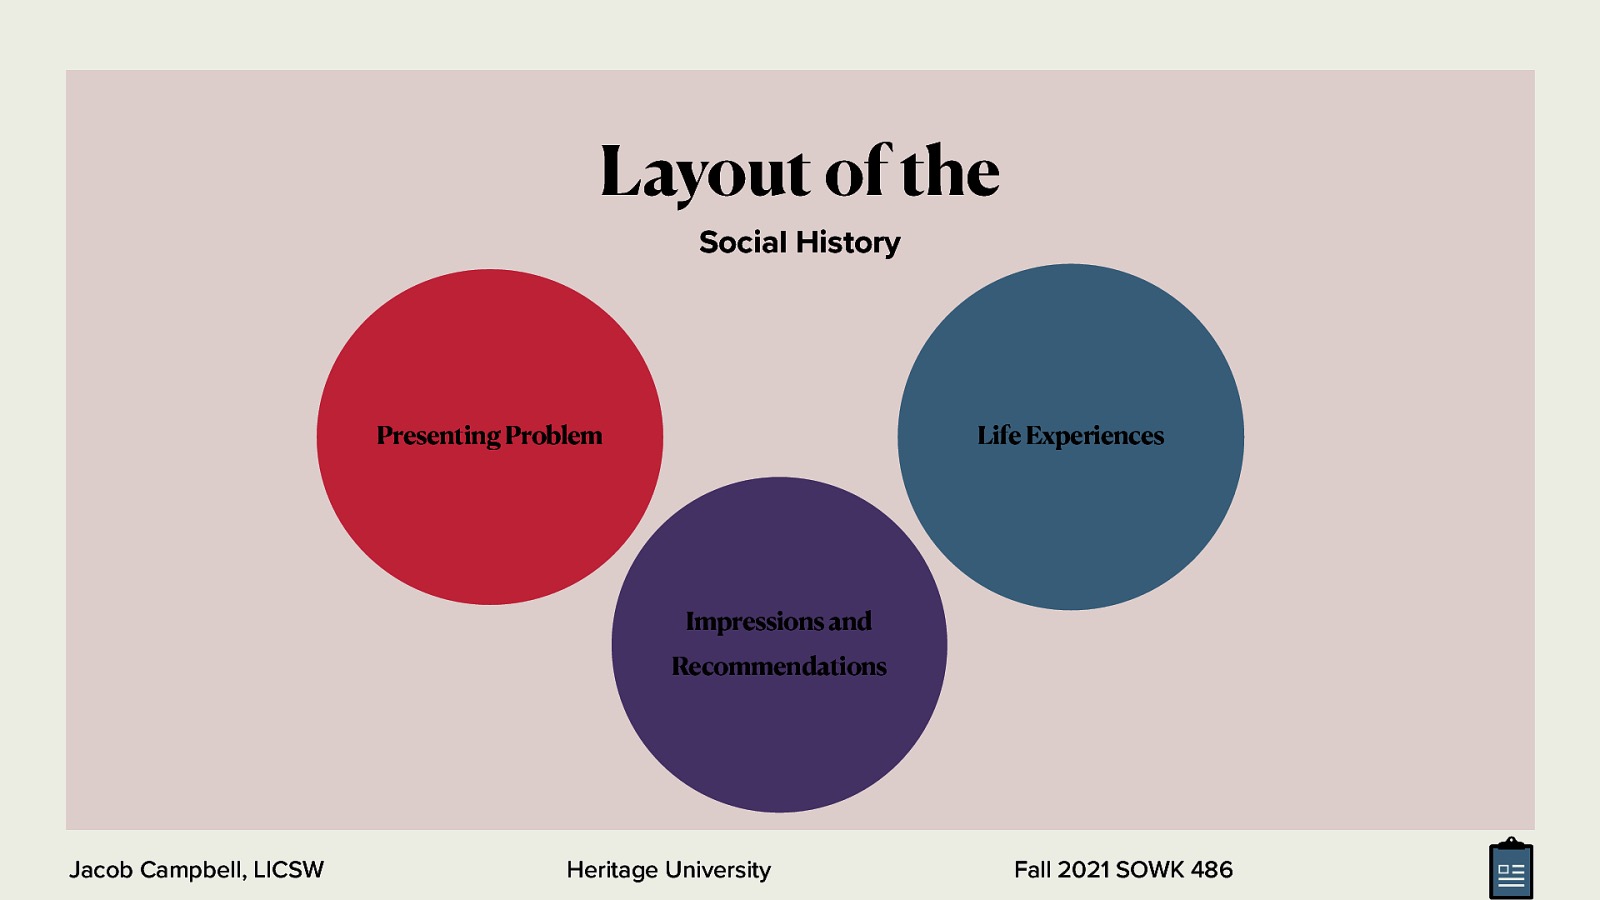 Layout of the
Social History
Presenting Problem
Life Experiences
Impressions and
Recommendations
Jacob Campbell, LICSW
Heritage University
Fall 2021 SOWK 486